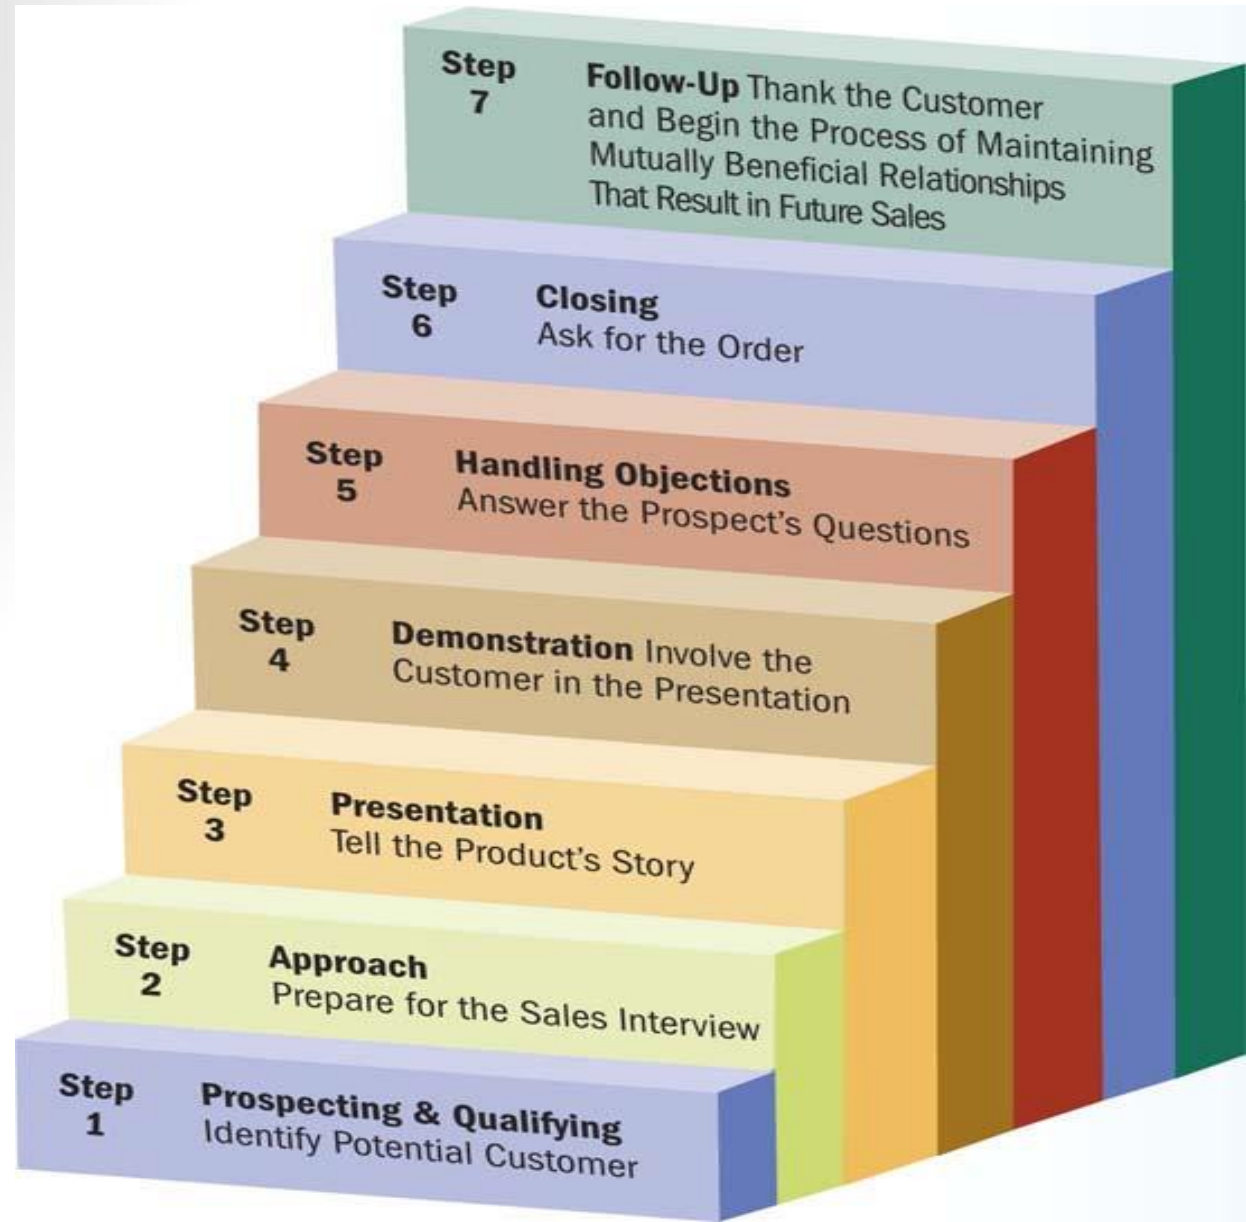 Step
7
Follow-Up Thank the Customer
and Begin the Process of Maintaining
Mutually Beneficial Relationships
That Result in Future Sales
Step
6
Closing
Ask for the Order
Step
5
Handling Objections
Answer the Prospect's Questions
Step
4
Demonstration Involve the
Customer in the Presentation
Step
3
Presentation
Tell the Product's Story
Step
2
Approach
Prepare for the Sales Interview
Step
1
Prospecting & Qualifying
Identify Potential Customer